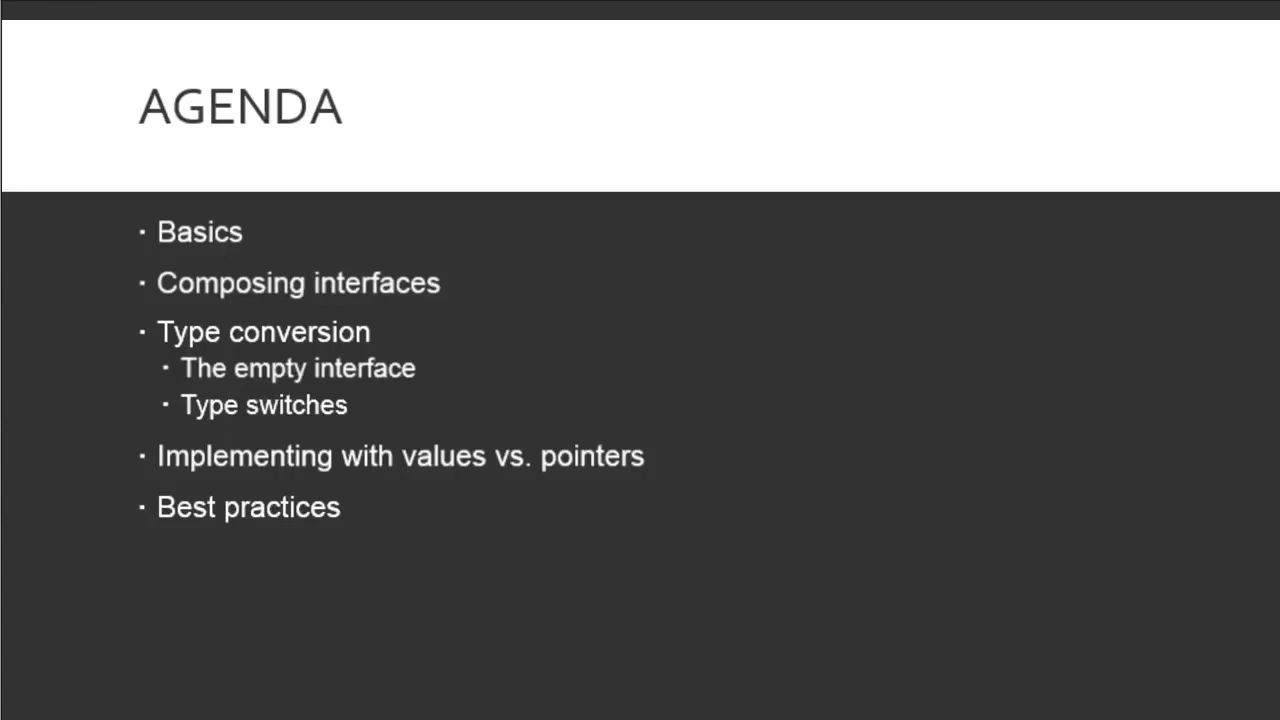 AGENDA
· Basics
· Composing interfaces
· Type conversion
· The empty interface
· Type switches
· Implementing with values vs. pointers
· Best practices